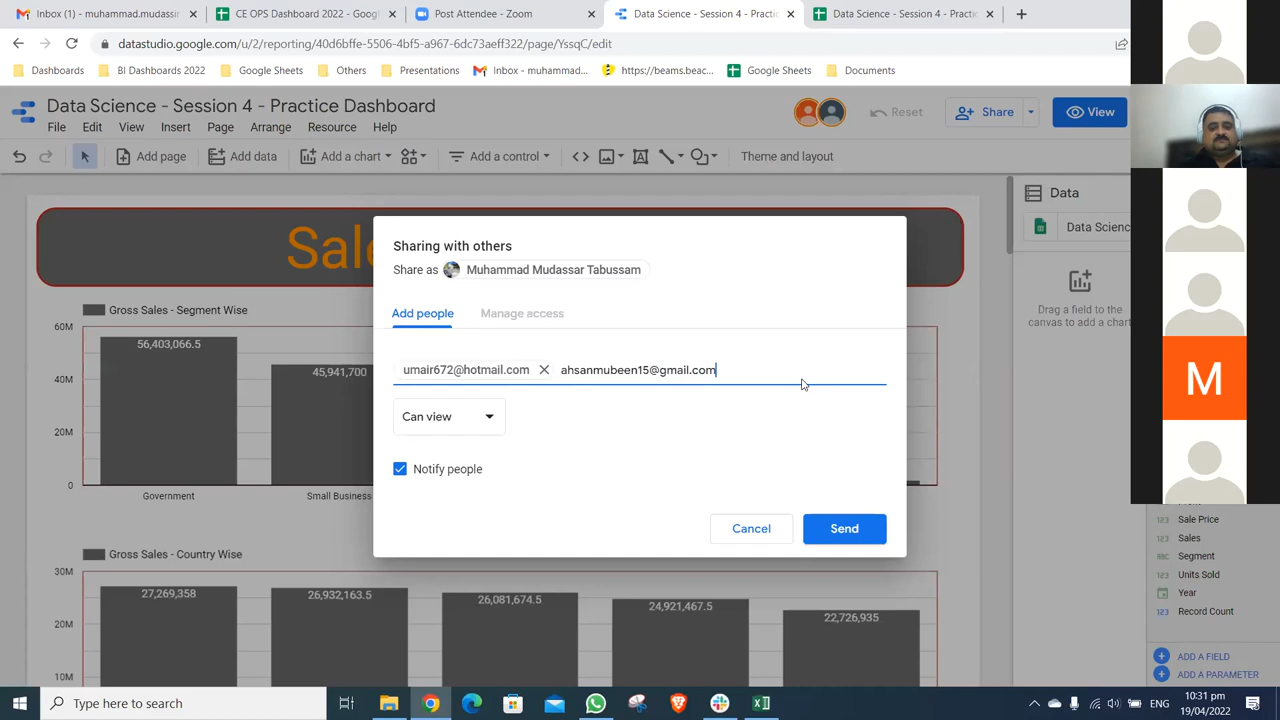 Inbox (1) - muhammad.mudassir
CE OPS Dashboard 2022 - Goog
Post Attendee - Zoom
Data Science - Session 4 - Practic
Data Science - Session 4 - Practic
datastudio.google.com/u/2/reporting/40d6bffe-5506-4bf5-a967-6dc73aeff322/page/YssqC/edit
Dashboards
BI Dashboards 2022
Google Sheets
Others
Presentations
Inbox - muhammad...
https://beams.beac...
Google Sheets
Documents
Data Science - Session 4 - Practice Dashboard
File Edit View Insert Page Arrange Resource Help
Reset
Share
View
Add page
Add data
Add a chart
Add a control
Theme and layout
Data
Data Scienc
Drag a field to the
canvas to add a chart
Sale
Gross Sales - Segment Wise
60M
40M
20M
0
56,403,066.5
45,941,700
Government
Small Business
Gross Sales - Country Wise
30M
20M
10M
27,269,358
26,932,163.5
26,081,674.5
24,921,467.5
22,726,935
Sharing with others
Share as Muhammad Mudassar Tabussam
Add people
Manage access
umair672@hotmail.com
ahsanmubeen15@gmail.com
Can view
Notify people
Cancel
Send
M
123 Sale Price
123 Sales
ABC Segment
123 Units Sold
Year
123 Record Count
ADD A FIELD
ADD A PARAMETER
Type here to search
ENG
10:31 pm
19/04/2022